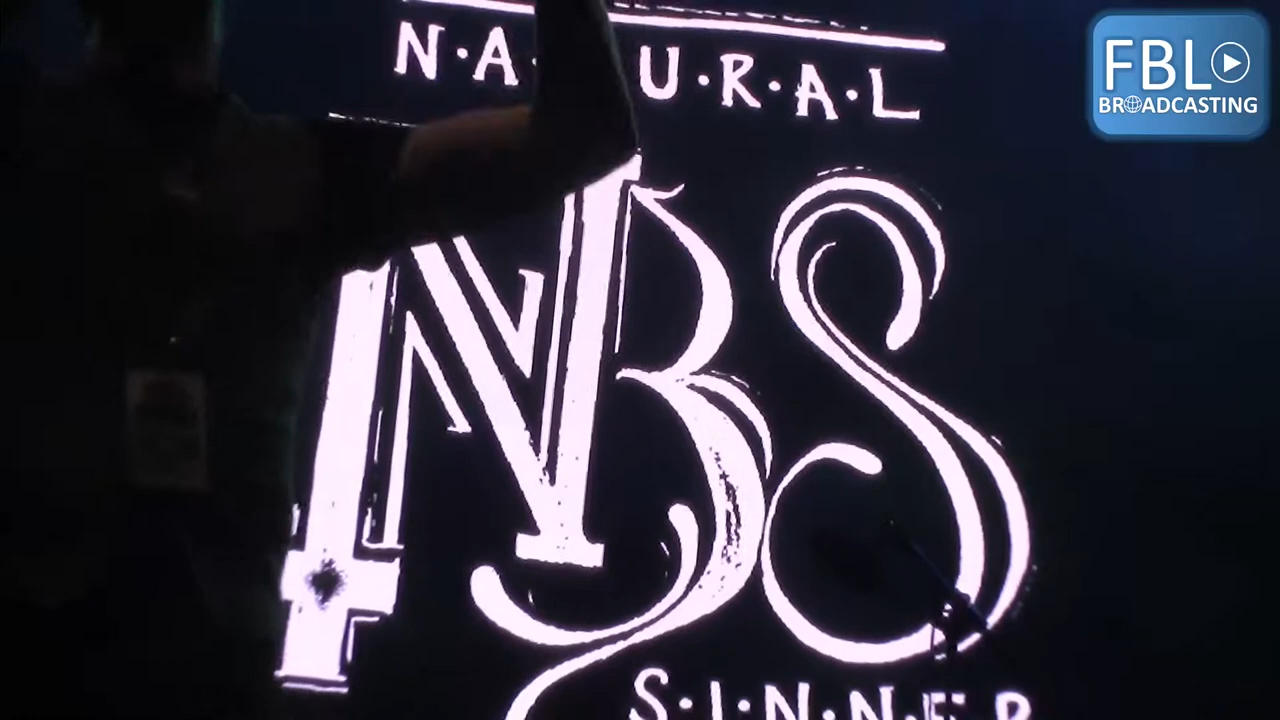 N·A· U·R·A·L
NBS
S·I·N·N·E·R
FBL
BROADCASTING